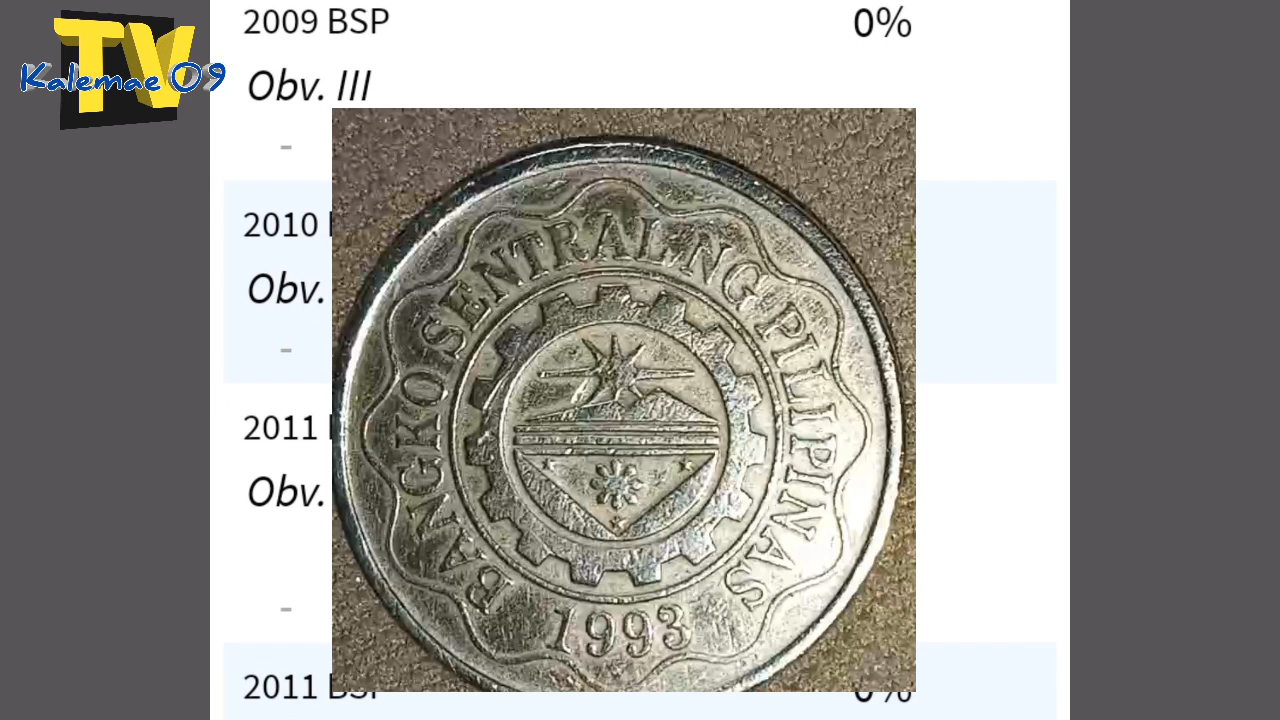 TV
Kalemae 09
2009 BSP 0%
Obv. III
-
2010
Obv.
-
2011
Obv.
-
2011 BSP 0%
BANGKO SENTRAL NG PILIPINAS
1993